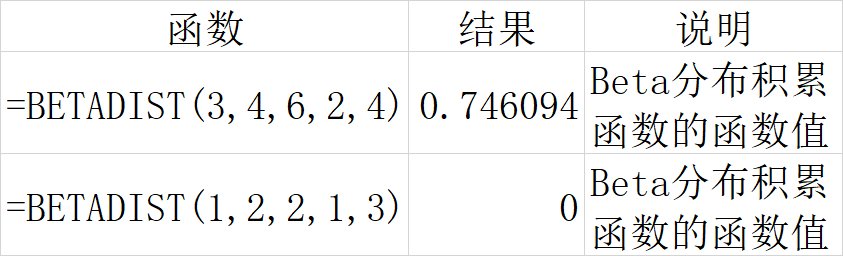 函数 结果 说明
=BETADIST(3,4,6,2,4) 0.746094 Beta分布积累
函数的函数值
=BETADIST(1,2,2,1,3) 0 Beta分布积累
函数的函数值